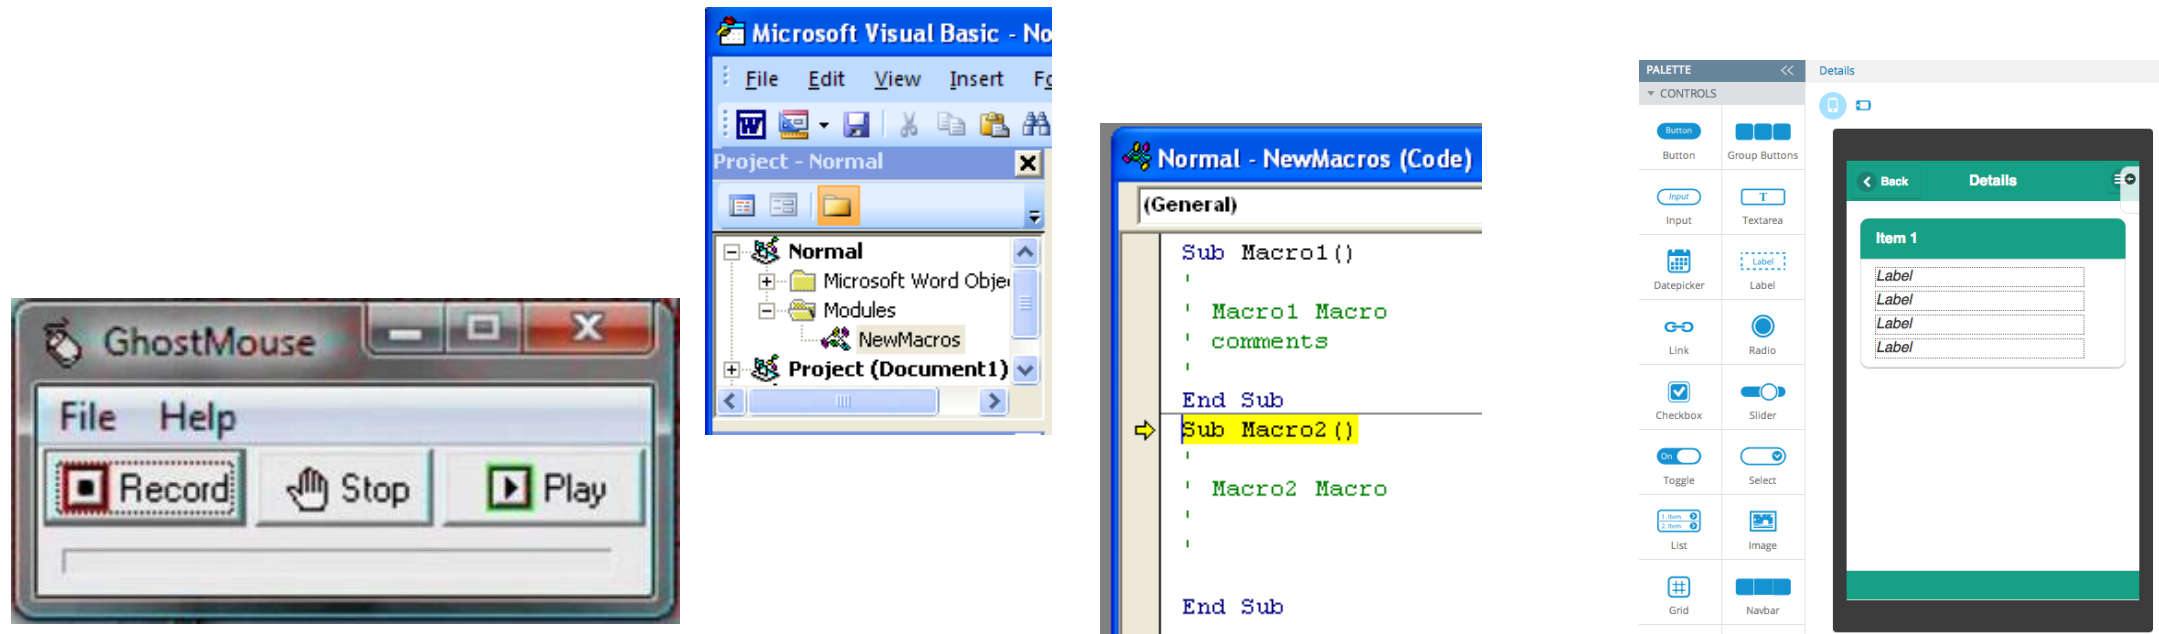 GhostMouse
File Help
Record Stop Play
Microsoft Visual Basic - No
File Edit View Insert Fo
Project - Normal
Normal
Microsoft Word Obje
Modules
NewMacros
Project (Document1)
Normal - NewMacros (Code)
(General)
Sub Macro1()
'
' Macro1 Macro
' comments
'
End Sub
Sub Macro2()
'
' Macro2 Macro
'
'
End Sub
PALETTE
CONTROLS
Button
Button Group Buttons
Input T
Input Textarea
Label
Datepicker Label
Link Radio
Checkbox Slider
On
Toggle Select
1. Item
2. Item
List Image
Grid Navbar
Details
Back Details
Item 1
Label
Label
Label
Label